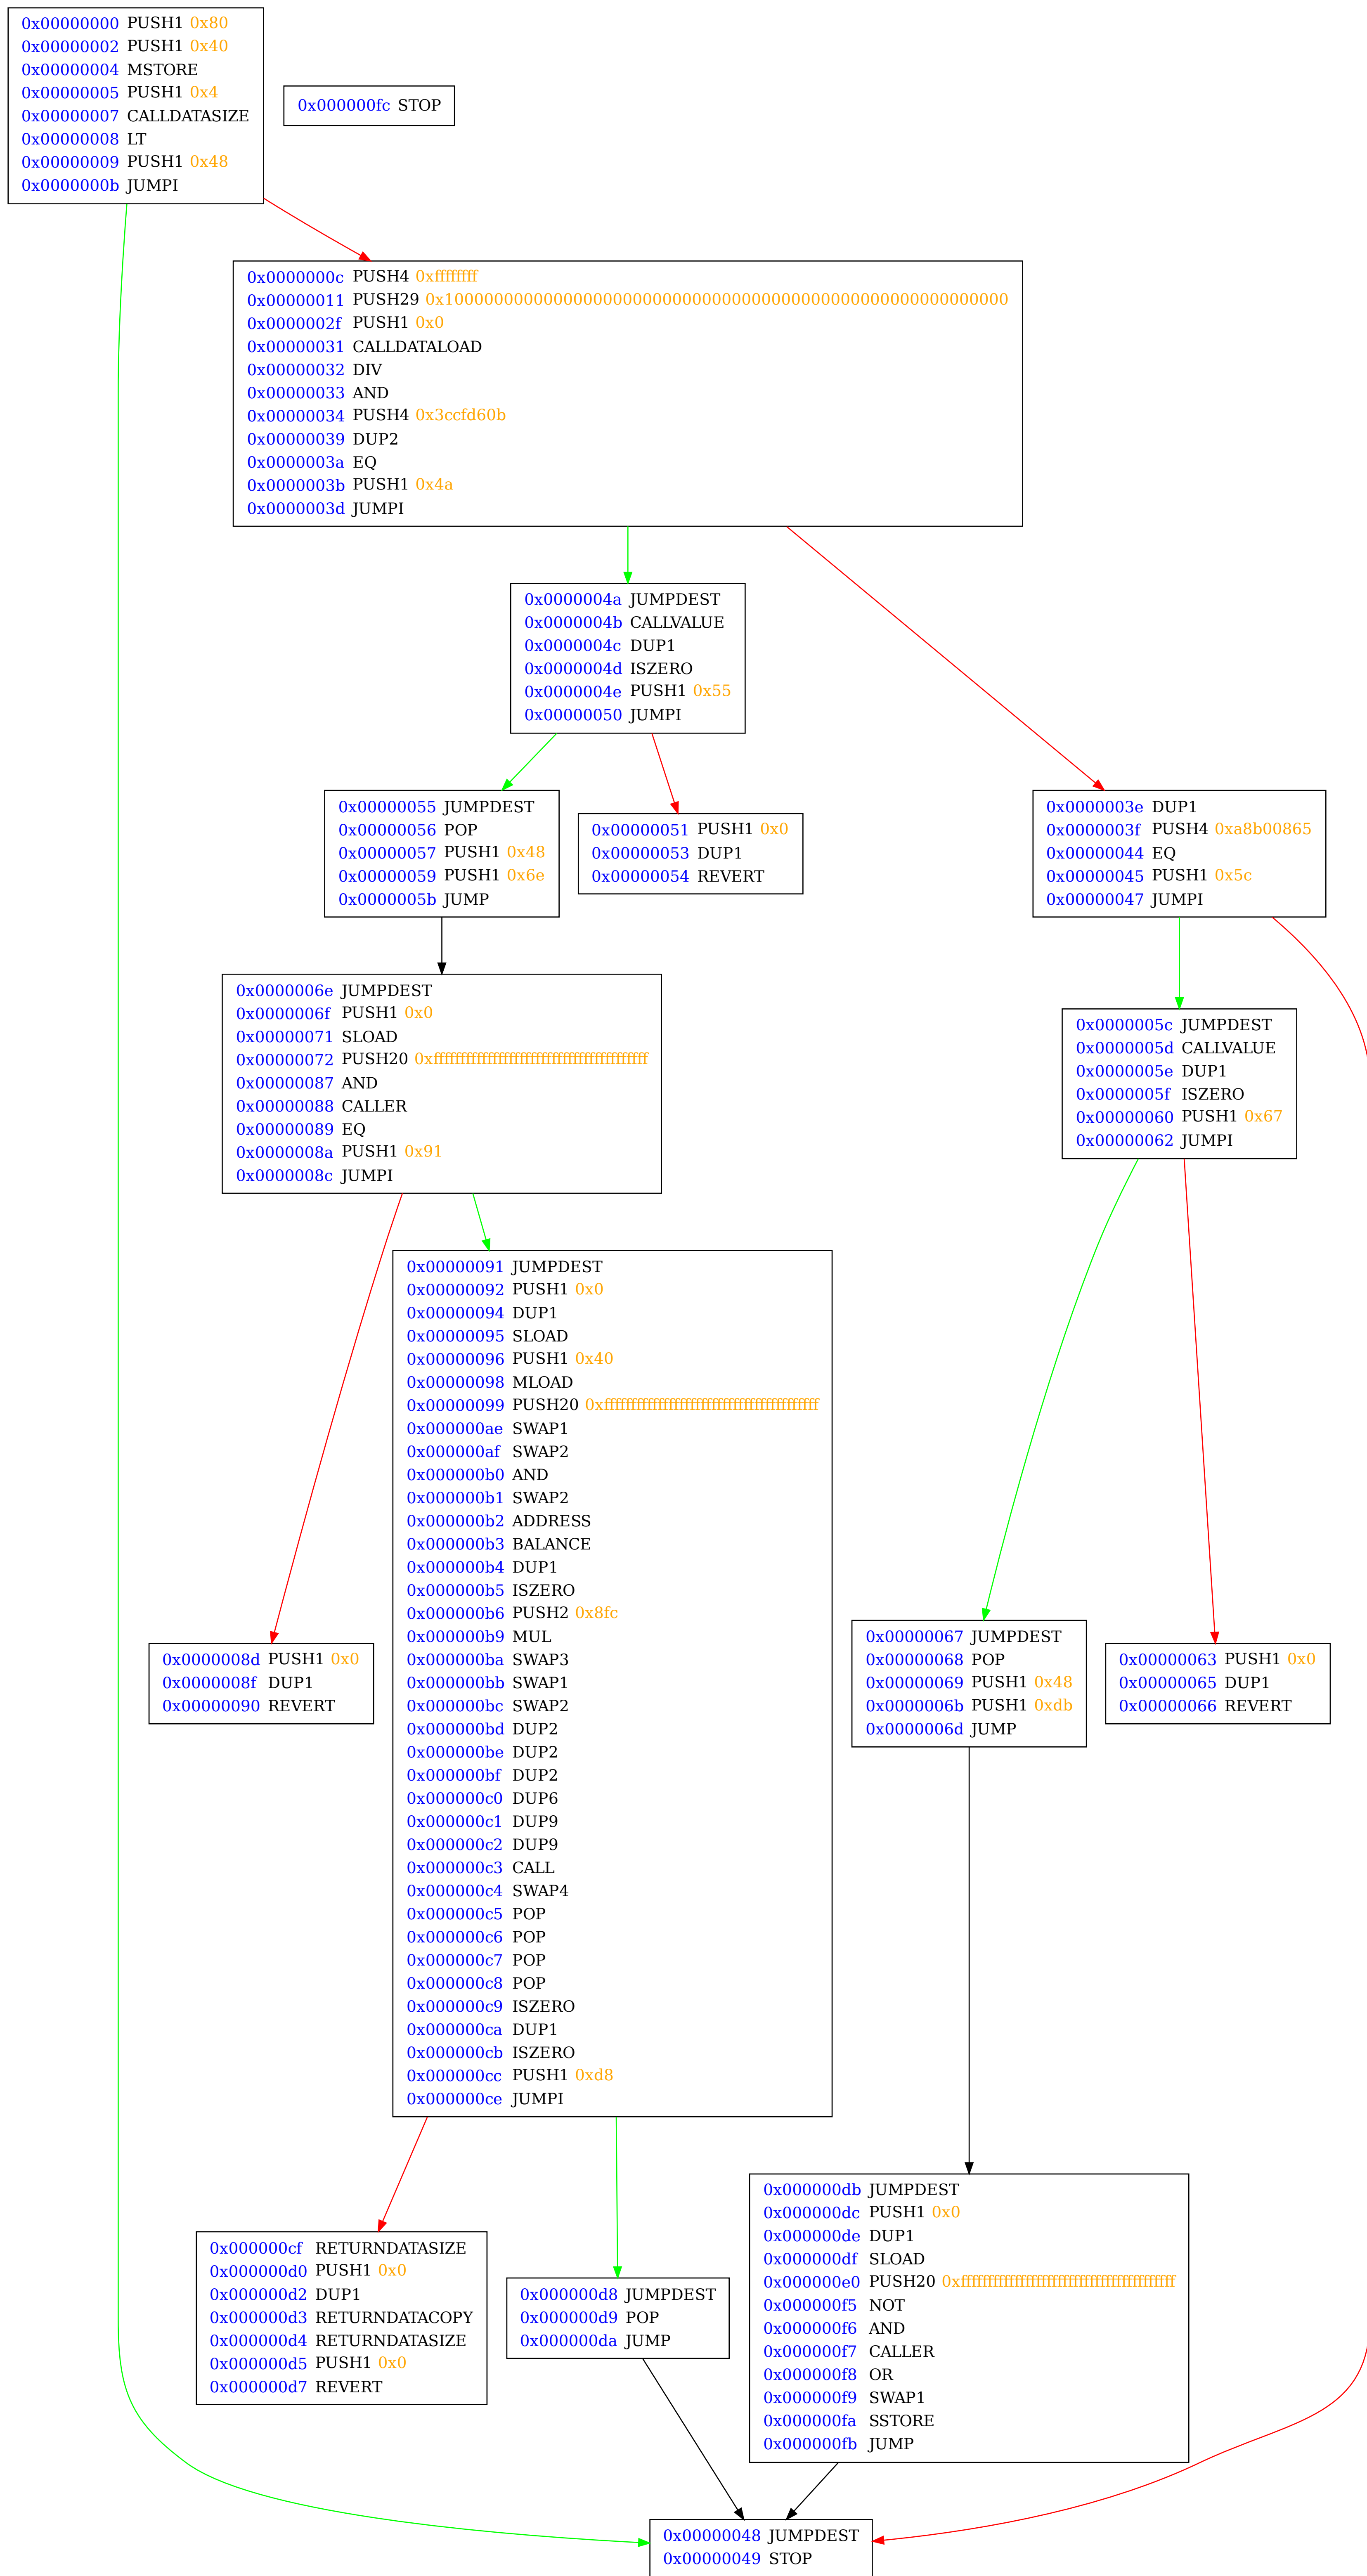 0x00000000 PUSH1 0x80
0x00000002 PUSH1 0x40
0x00000004 MSTORE
0x00000005 PUSH1 0x4
0x00000007 CALLDATASIZE
0x00000008 LT
0x00000009 PUSH1 0x48
0x0000000b JUMPI
0x000000fc STOP
0x0000000c PUSH4 0xffffffff
0x00000011 PUSH29 0x100000000000000000000000000000000000000000000000000000000
0x0000002f PUSH1 0x0
0x00000031 CALLDATALOAD
0x00000032 DIV
0x00000033 AND
0x00000034 PUSH4 0x3ccfd60b
0x00000039 DUP2
0x0000003a EQ
0x0000003b PUSH1 0x4a
0x0000003d JUMPI
0x0000004a JUMPDEST
0x0000004b CALLVALUE
0x0000004c DUP1
0x0000004d ISZERO
0x0000004e PUSH1 0x55
0x00000050 JUMPI
0x00000055 JUMPDEST
0x00000056 POP
0x00000057 PUSH1 0x48
0x00000059 PUSH1 0x6e
0x0000005b JUMP
0x00000051 PUSH1 0x0
0x00000053 DUP1
0x00000054 REVERT
0x0000003e DUP1
0x0000003f PUSH4 0xa8b00865
0x00000044 EQ
0x00000045 PUSH1 0x5c
0x00000047 JUMPI
0x0000006e JUMPDEST
0x0000006f PUSH1 0x0
0x00000071 SLOAD
0x00000072 PUSH20 0xffffffffffffffffffffffffffffffffffffffff
0x00000087 AND
0x00000088 CALLER
0x00000089 EQ
0x0000008a PUSH1 0x91
0x0000008c JUMPI
0x0000005c JUMPDEST
0x0000005d CALLVALUE
0x0000005e DUP1
0x0000005f ISZERO
0x00000060 PUSH1 0x67
0x00000062 JUMPI
0x00000091 JUMPDEST
0x00000092 PUSH1 0x0
0x00000094 DUP1
0x00000095 SLOAD
0x00000096 PUSH1 0x40
0x00000098 MLOAD
0x00000099 PUSH20 0xffffffffffffffffffffffffffffffffffffffff
0x000000ae SWAP1
0x000000af SWAP2
0x000000b0 AND
0x000000b1 SWAP2
0x000000b2 ADDRESS
0x000000b3 BALANCE
0x000000b4 DUP1
0x000000b5 ISZERO
0x000000b6 PUSH2 0x8fc
0x000000b9 MUL
0x000000ba SWAP3
0x000000bb SWAP1
0x000000bc SWAP2
0x000000bd DUP2
0x000000be DUP2
0x000000bf DUP2
0x000000c0 DUP6
0x000000c1 DUP9
0x000000c2 DUP9
0x000000c3 CALL
0x000000c4 SWAP4
0x000000c5 POP
0x000000c6 POP
0x000000c7 POP
0x000000c8 POP
0x000000c9 ISZERO
0x000000ca DUP1
0x000000cb ISZERO
0x000000cc PUSH1 0xd8
0x000000ce JUMPI
0x0000008d PUSH1 0x0
0x0000008f DUP1
0x00000090 REVERT
0x00000067 JUMPDEST
0x00000068 POP
0x00000069 PUSH1 0x48
0x0000006b PUSH1 0xdb
0x0000006d JUMP
0x00000063 PUSH1 0x0
0x00000065 DUP1
0x00000066 REVERT
0x000000cf RETURNDATASIZE
0x000000d0 PUSH1 0x0
0x000000d2 DUP1
0x000000d3 RETURNDATACOPY
0x000000d4 RETURNDATASIZE
0x000000d5 PUSH1 0x0
0x000000d7 REVERT
0x000000d8 JUMPDEST
0x000000d9 POP
0x000000da JUMP
0x000000db JUMPDEST
0x000000dc PUSH1 0x0
0x000000de DUP1
0x000000df SLOAD
0x000000e0 PUSH20 0xffffffffffffffffffffffffffffffffffffffff
0x000000f5 NOT
0x000000f6 AND
0x000000f7 CALLER
0x000000f8 OR
0x000000f9 SWAP1
0x000000fa SSTORE
0x000000fb JUMP
0x00000048 JUMPDEST
0x00000049 STOP